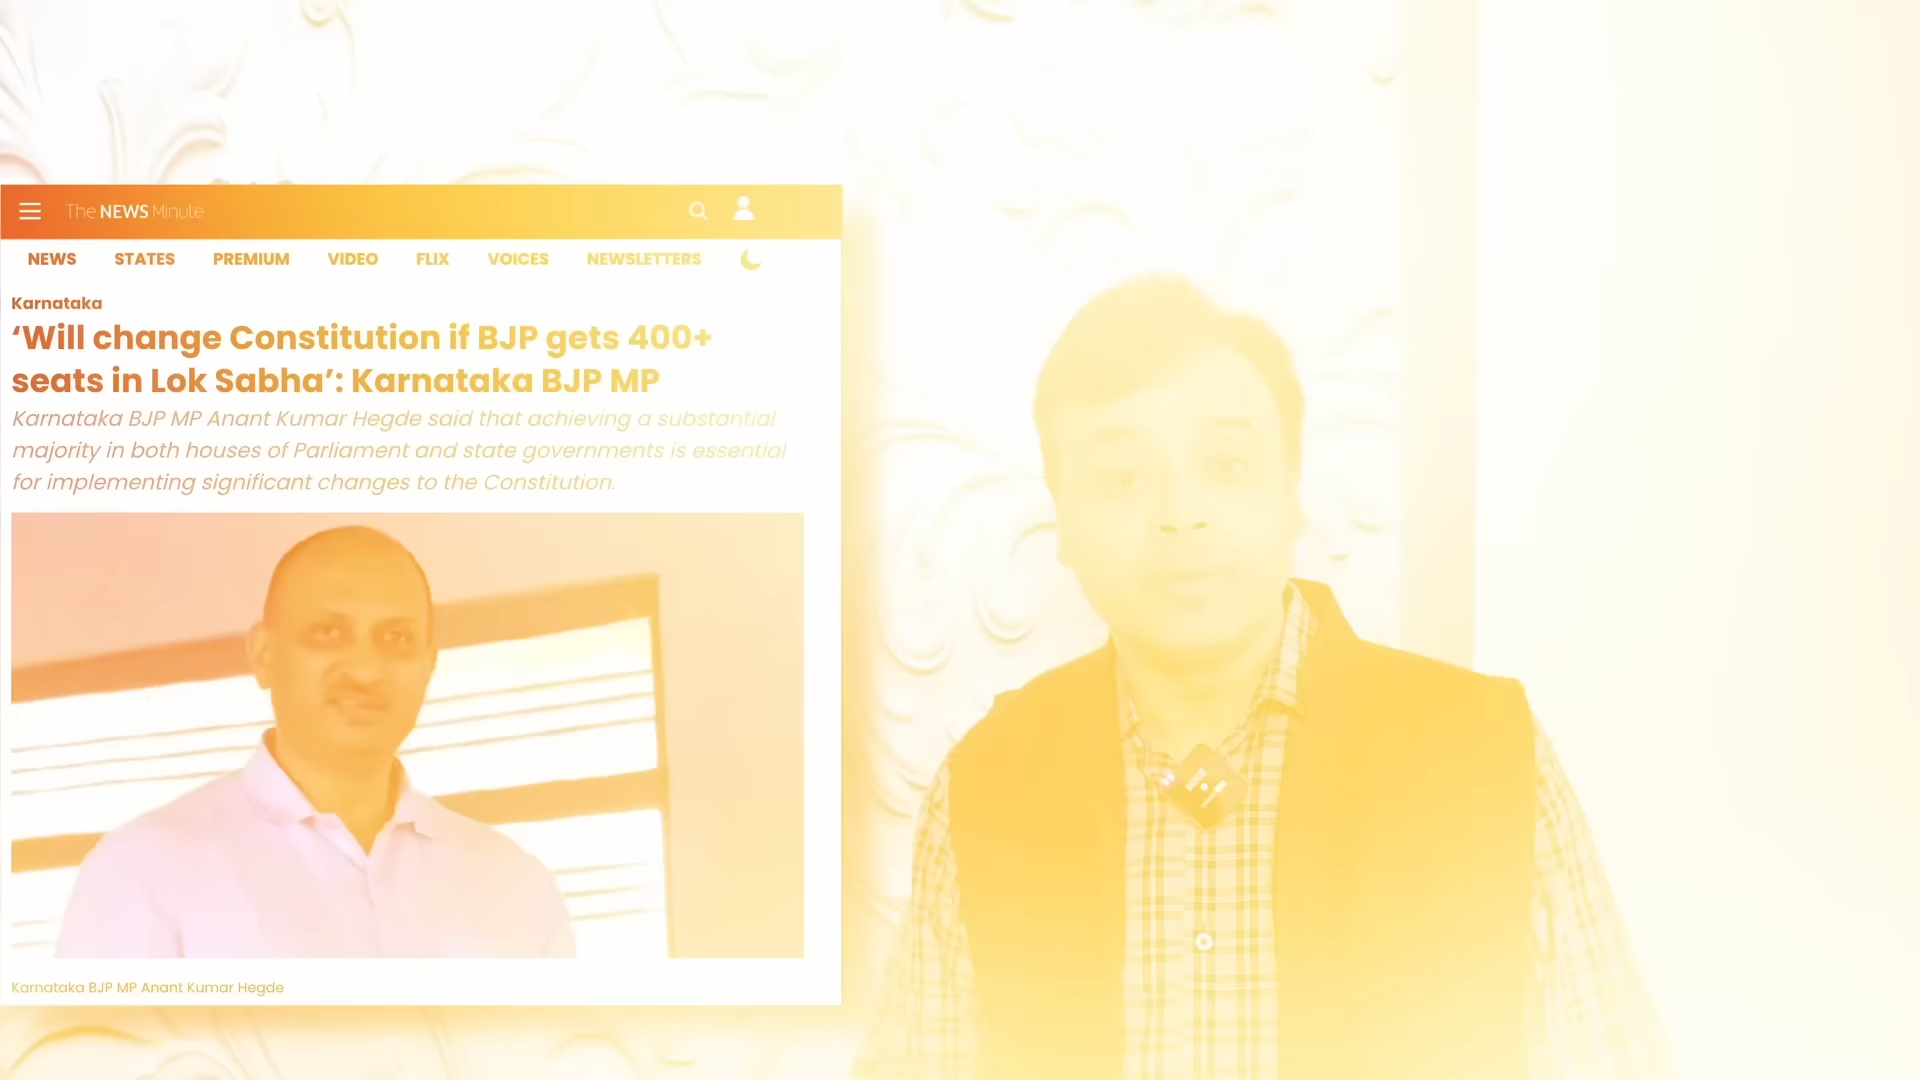 The NEWS Minute
NEWS STATES PREMIUM VIDEO FLIX VOICES NEWSLETTERS
Karnataka
‘Will change Constitution if BJP gets 400+
seats in Lok Sabha’: Karnataka BJP MP
Karnataka BJP MP Anant Kumar Hegde said that achieving a substantial
majority in both houses of Parliament and state governments is essential
for implementing significant changes to the Constitution.
Karnataka BJP MP Anant Kumar Hegde